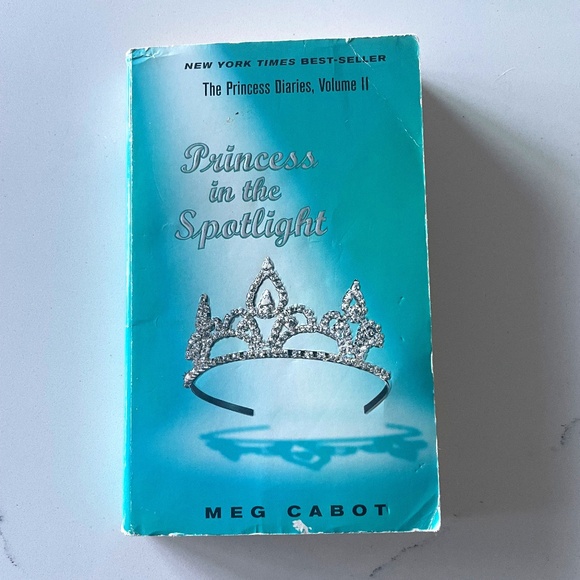 NEW YORK TIMES BEST-SELLER
The Princess Diaries, Volume II
Princess
in the
Spotlight
MEG CABOT